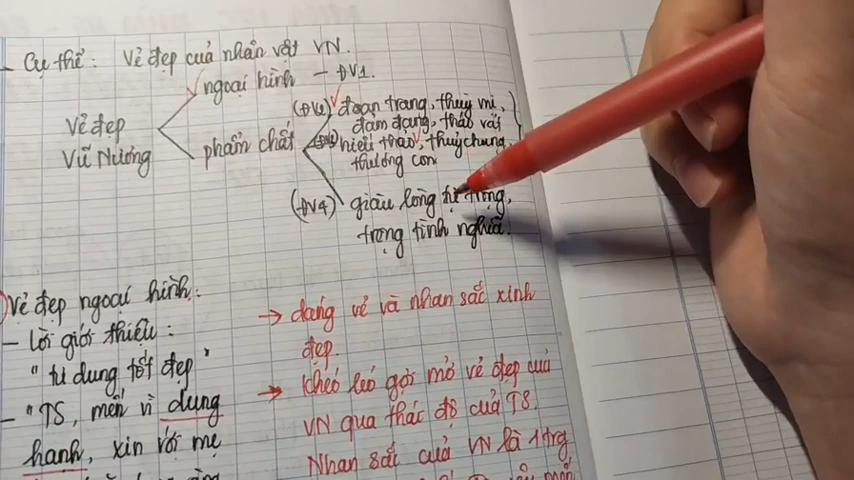 - Cụ thể: Vẻ đẹp của nhân vật VN.
ngoại hình - ĐV1.
Vẻ đẹp
Vũ Nương
phẩm chất
(ĐV2) đoan trang, thuỳ mị,
đảm đang, tháo vát
hiếu thảo, thuỷ chung,
thương con
(ĐV4) giàu lòng tự trọng,
trọng tình nghĩa.
Vẻ đẹp ngoại hình:
- lời giới thiệu:
"tư dung tốt đẹp"
- "TS, mến vì dung
hạnh, xin với mẹ
→ dáng vẻ và nhan sắc xinh
đẹp.
→ khéo léo gợi mở vẻ đẹp của
VN qua thái độ của TS.
Nhan sắc của VN là 1 trg